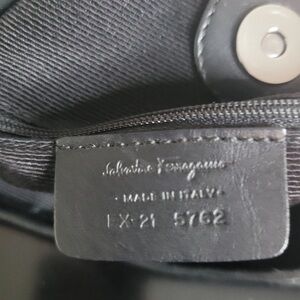 Salvatore Ferragamo
• MADE IN ITALY •
EX-21 5762